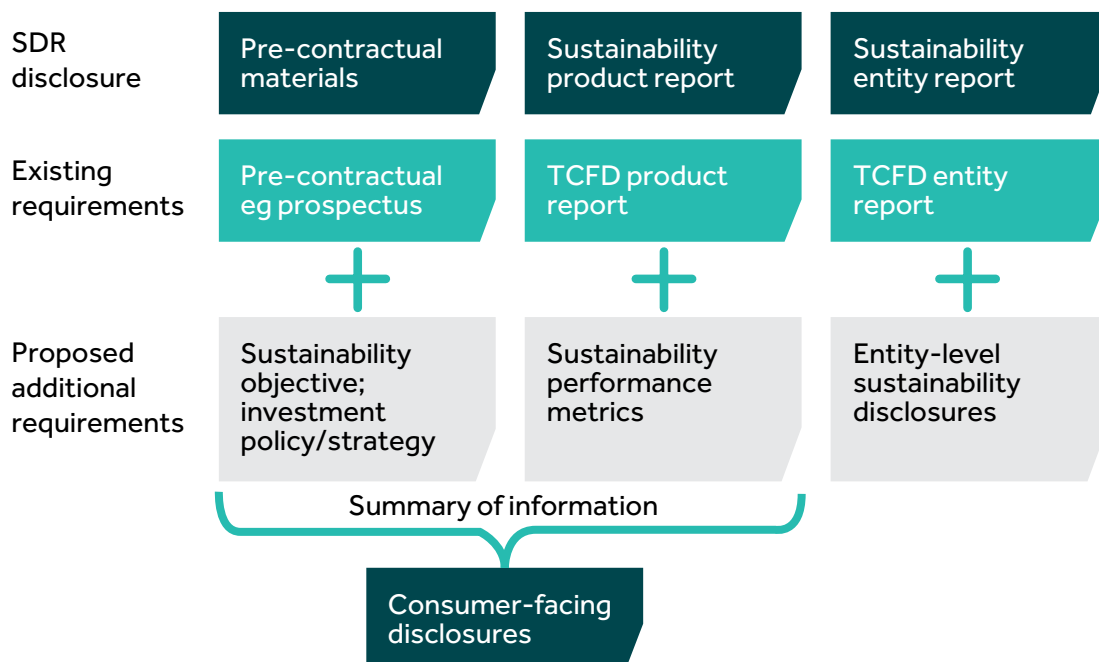 SDR
disclosure
Pre-contractual
materials
Sustainability
product report
Sustainability
entity report
Existing
requirements
Pre-contractual
eg prospectus
TCFD product
report
TCFD entity
report
Proposed
additional
requirements
Sustainability
objective;
investment
policy/strategy
Sustainability
performance
metrics
Entity-level
sustainability
disclosures
Summary of information
Consumer-facing
disclosures